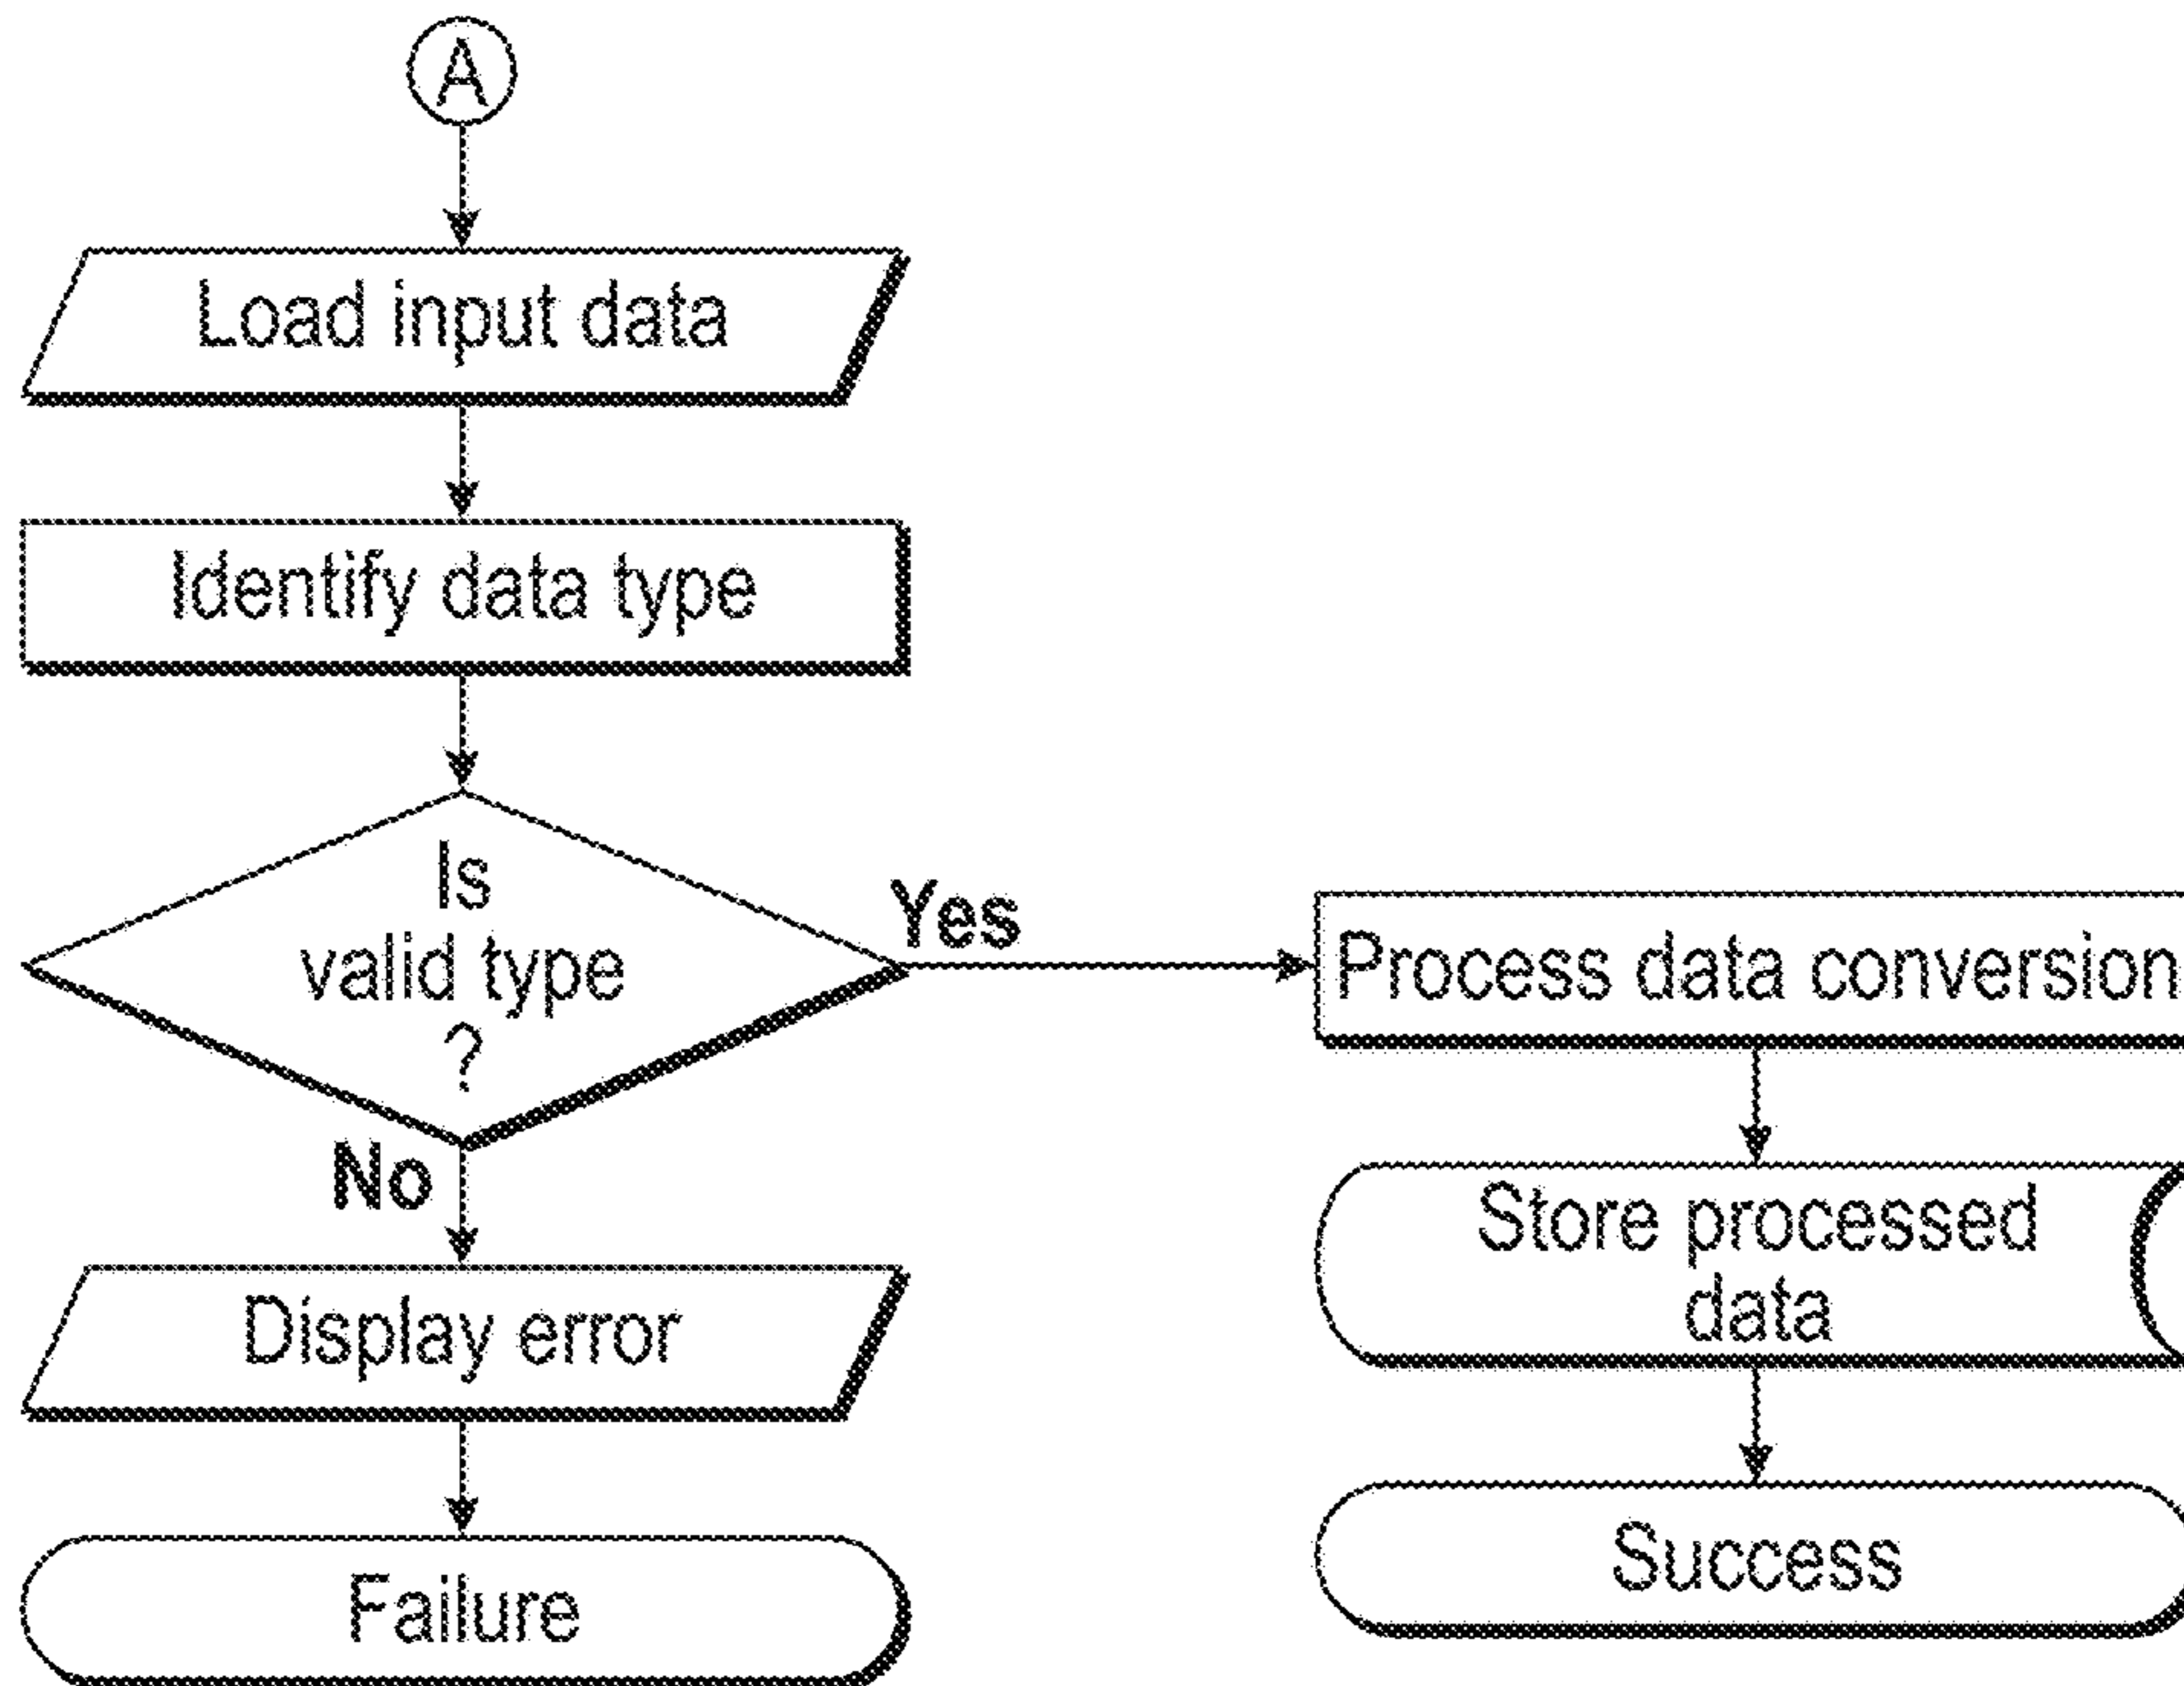 A
Load input data
Identify data type
Is
valid type
?
Yes
No
Display error
Failure
Process data conversion
Store processed
data
Success